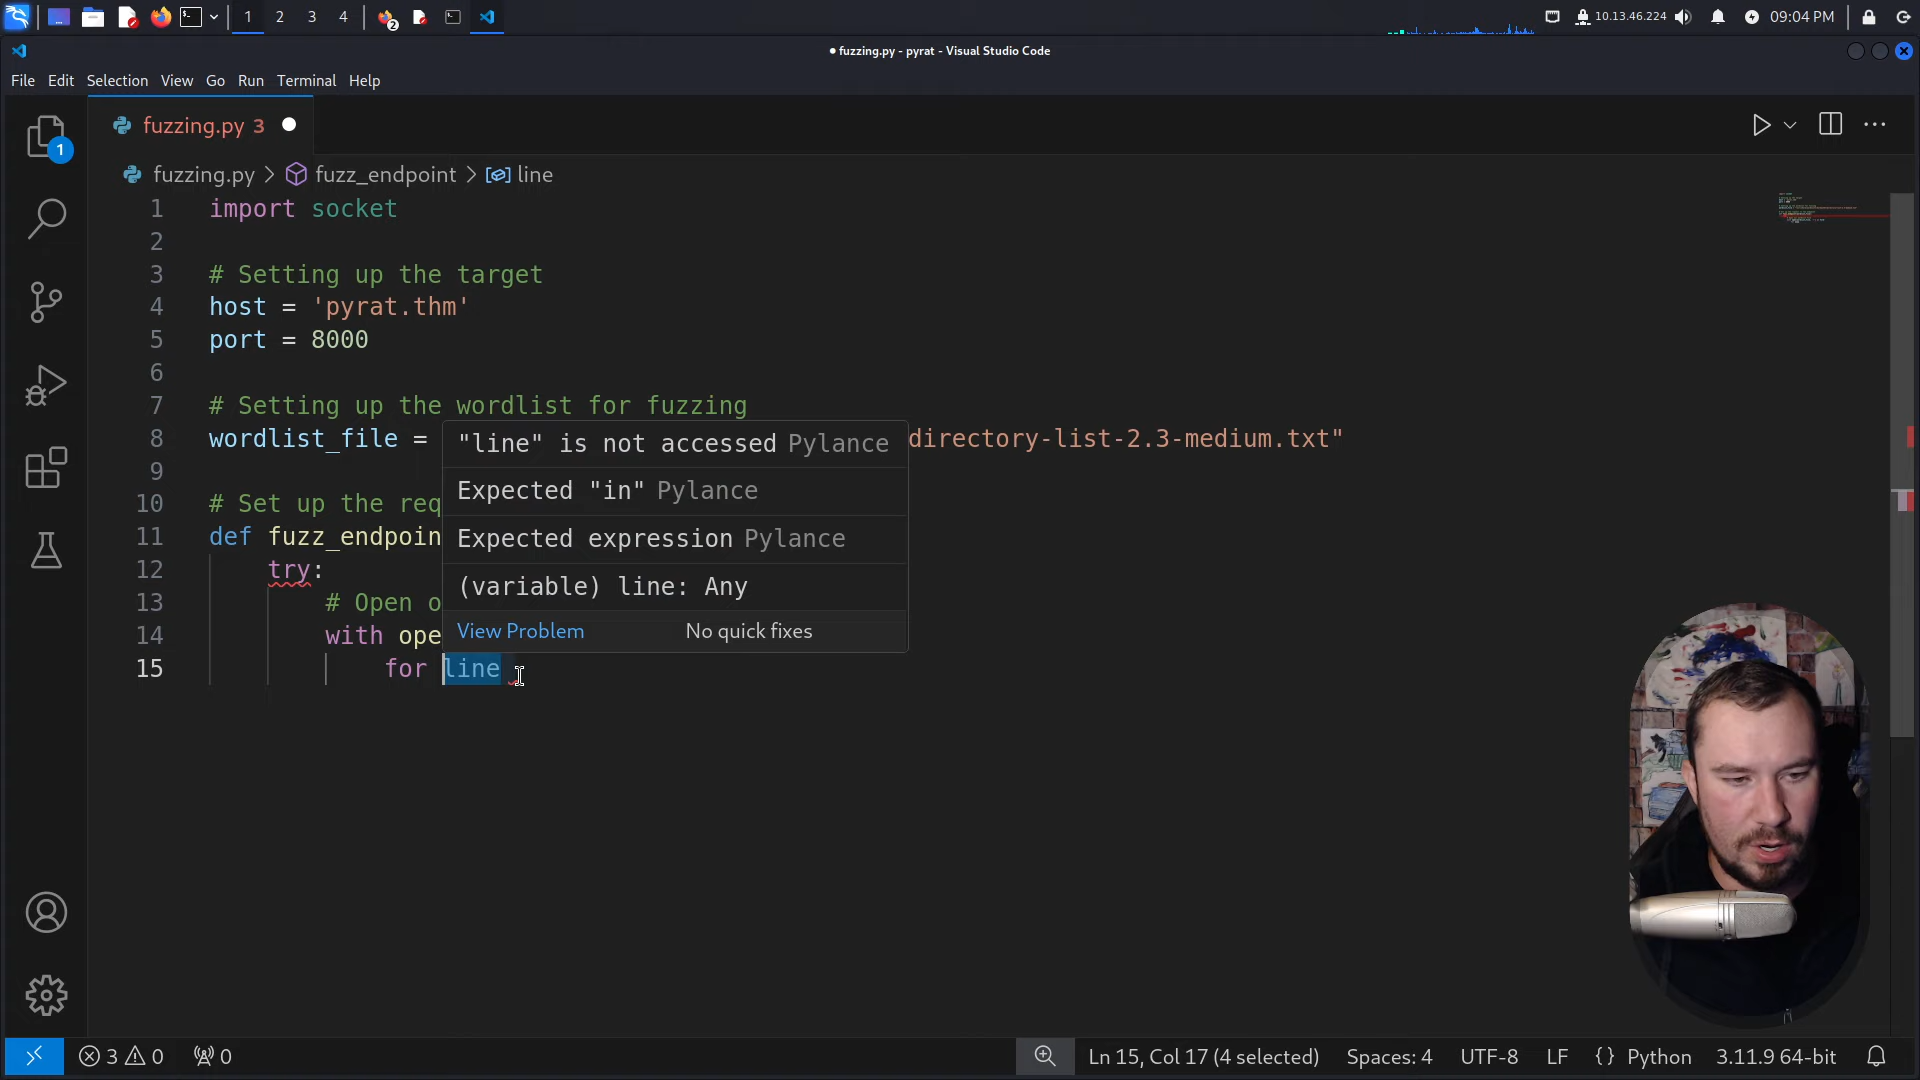 1 2 3 4 2 10.13.46.224 09:04 PM
● fuzzing.py - pyrat - Visual Studio Code
File Edit Selection View Go Run Terminal Help
1
fuzzing.py 3
fuzzing.py > fuzz_endpoint > line
1 import socket
2
3 # Setting up the target
4 host = 'pyrat.thm'
5 port = 8000
6
7 # Setting up the wordlist for fuzzing
8 wordlist_file = directory-list-2.3-medium.txt"
"line" is not accessed Pylance
9
Expected "in" Pylance
10 # Set up the req
11 def fuzz_endpoin
Expected expression Pylance
12 try:
(variable) line: Any
13 # Open o
View Problem No quick fixes
14 with ope
15 for line
3 0 0 Ln 15, Col 17 (4 selected) Spaces: 4 UTF-8 LF {} Python 3.11.9 64-bit